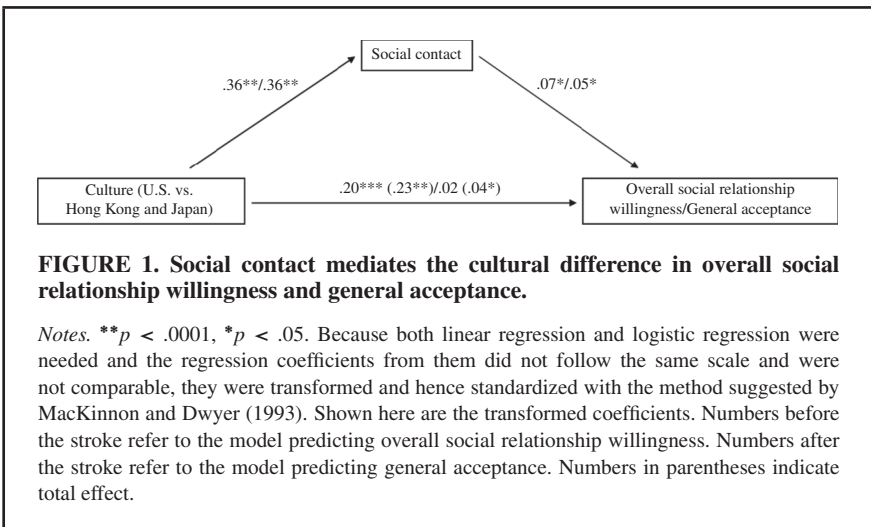 Social contact
.36**/.36**
.07*/.05*
Culture (U.S. vs.
Hong Kong and Japan)
.20*** (.23**)/.02 (.04*)
Overall social relationship
willingness/General acceptance
FIGURE 1. Social contact mediates the cultural difference in overall social
relationship willingness and general acceptance.
Notes. **p < .0001, *p < .05. Because both linear regression and logistic regression were
needed and the regression coefficients from them did not follow the same scale and were
not comparable, they were transformed and hence standardized with the method suggested by
MacKinnon and Dwyer (1993). Shown here are the transformed coefficients. Numbers before
the stroke refer to the model predicting overall social relationship willingness. Numbers after
the stroke refer to the model predicting general acceptance. Numbers in parentheses indicate
total effect.